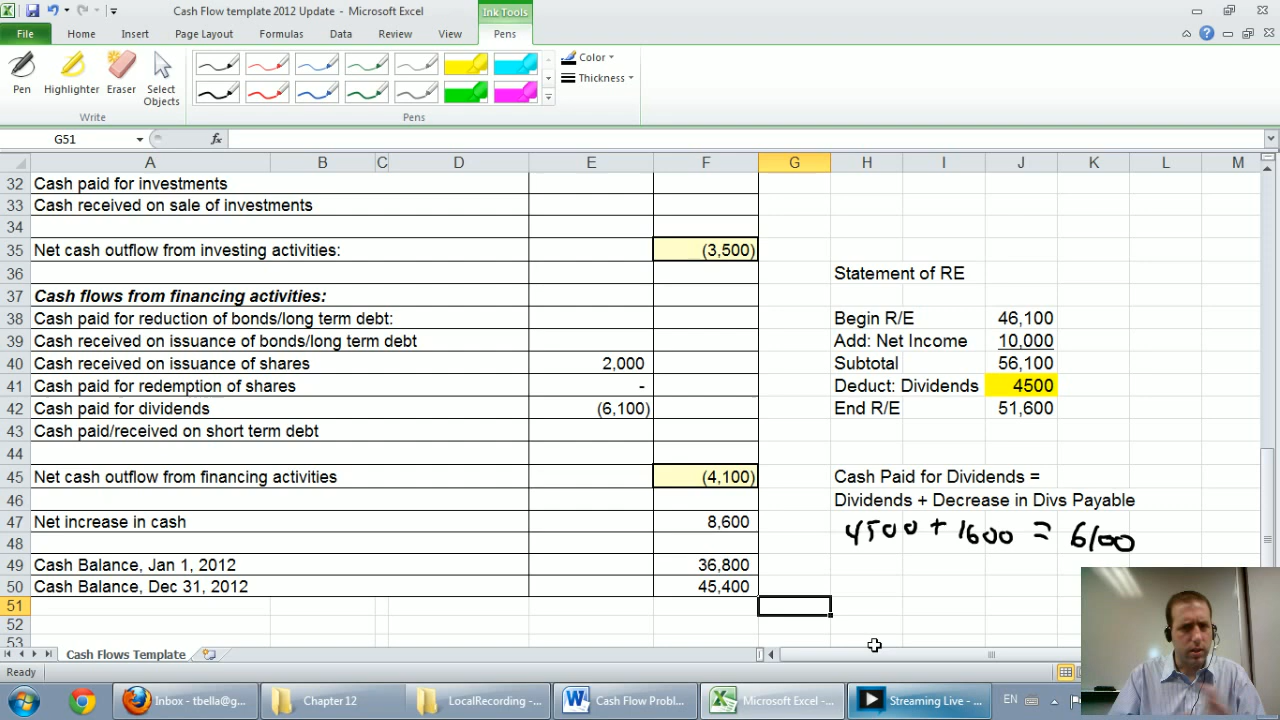 Cash Flow template 2012 Update - Microsoft Excel
Ink Tools
File Home Insert Page Layout Formulas Data Review View Pens
Pen Highlighter Eraser Select Objects
Color
Thickness
Write
Pens
G51 fx
A B C D E F G H I J K L M
32 Cash paid for investments
33 Cash received on sale of investments
34
35 Net cash outflow from investing activities: (3,500)
36 Statement of RE
37 Cash flows from financing activities:
38 Cash paid for reduction of bonds/long term debt: Begin R/E 46,100
39 Cash received on issuance of bonds/long term debt Add: Net Income 10,000
40 Cash received on issuance of shares 2,000 Subtotal 56,100
41 Cash paid for redemption of shares - Deduct: Dividends 4500
42 Cash paid for dividends (6,100) End R/E 51,600
43 Cash paid/received on short term debt
44
45 Net cash outflow from financing activities (4,100) Cash Paid for Dividends =
46 Dividends + Decrease in Divs Payable
47 Net increase in cash 8,600
4500 + 1600 = 6100
48
49 Cash Balance, Jan 1, 2012 36,800
50 Cash Balance, Dec 31, 2012 45,400
51
52
53
Cash Flows Template
Ready
Inbox - tbella@g... Chapter 12 LocalRecording -... Cash Flow Probl... Microsoft Exce... Streaming Live -... EN